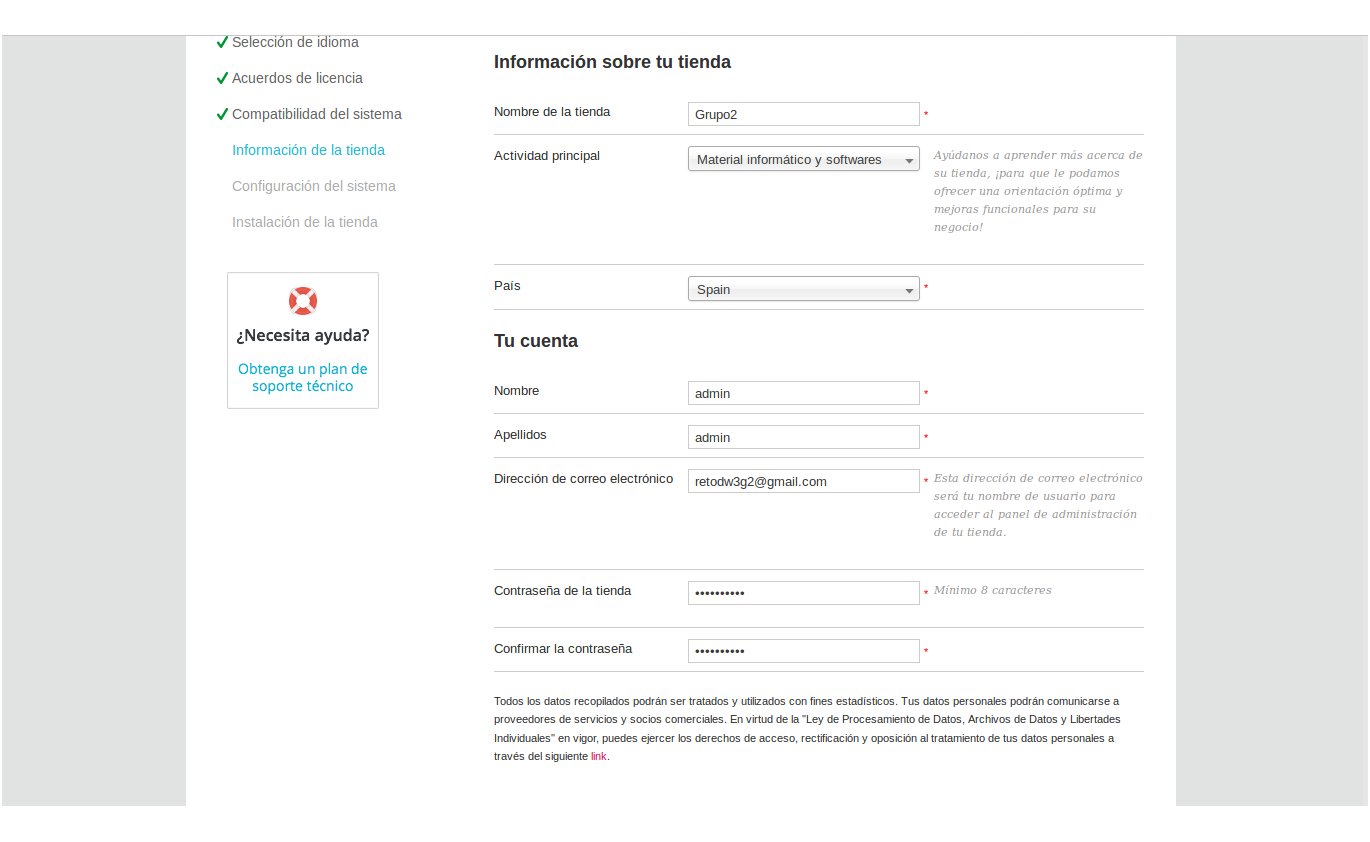 Selección de idioma
Acuerdos de licencia
Compatibilidad del sistema
Información de la tienda
Configuración del sistema
Instalación de la tienda
¿Necesita ayuda?
Obtenga un plan de
soporte técnico
Información sobre tu tienda
Nombre de la tienda Grupo2 *
Actividad principal Material informático y softwares
Ayúdanos a aprender más acerca de
su tienda, ¡para que le podamos
ofrecer una orientación óptima y
mejoras funcionales para su
negocio!
País Spain *
Tu cuenta
Nombre admin *
Apellidos admin *
Dirección de correo electrónico retodw3g2@gmail.com *
Esta dirección de correo electrónico
será tu nombre de usuario para
acceder al panel de administración
de tu tienda.
Contraseña de la tienda •••••••••• * Mínimo 8 caracteres
Confirmar la contraseña •••••••••• *
Todos los datos recopilados podrán ser tratados y utilizados con fines estadísticos. Tus datos personales podrán comunicarse a
proveedores de servicios y socios comerciales. En virtud de la "Ley de Procesamiento de Datos, Archivos de Datos y Libertades
Individuales" en vigor, puedes ejercer los derechos de acceso, rectificación y oposición al tratamiento de tus datos personales a
través del siguiente link.